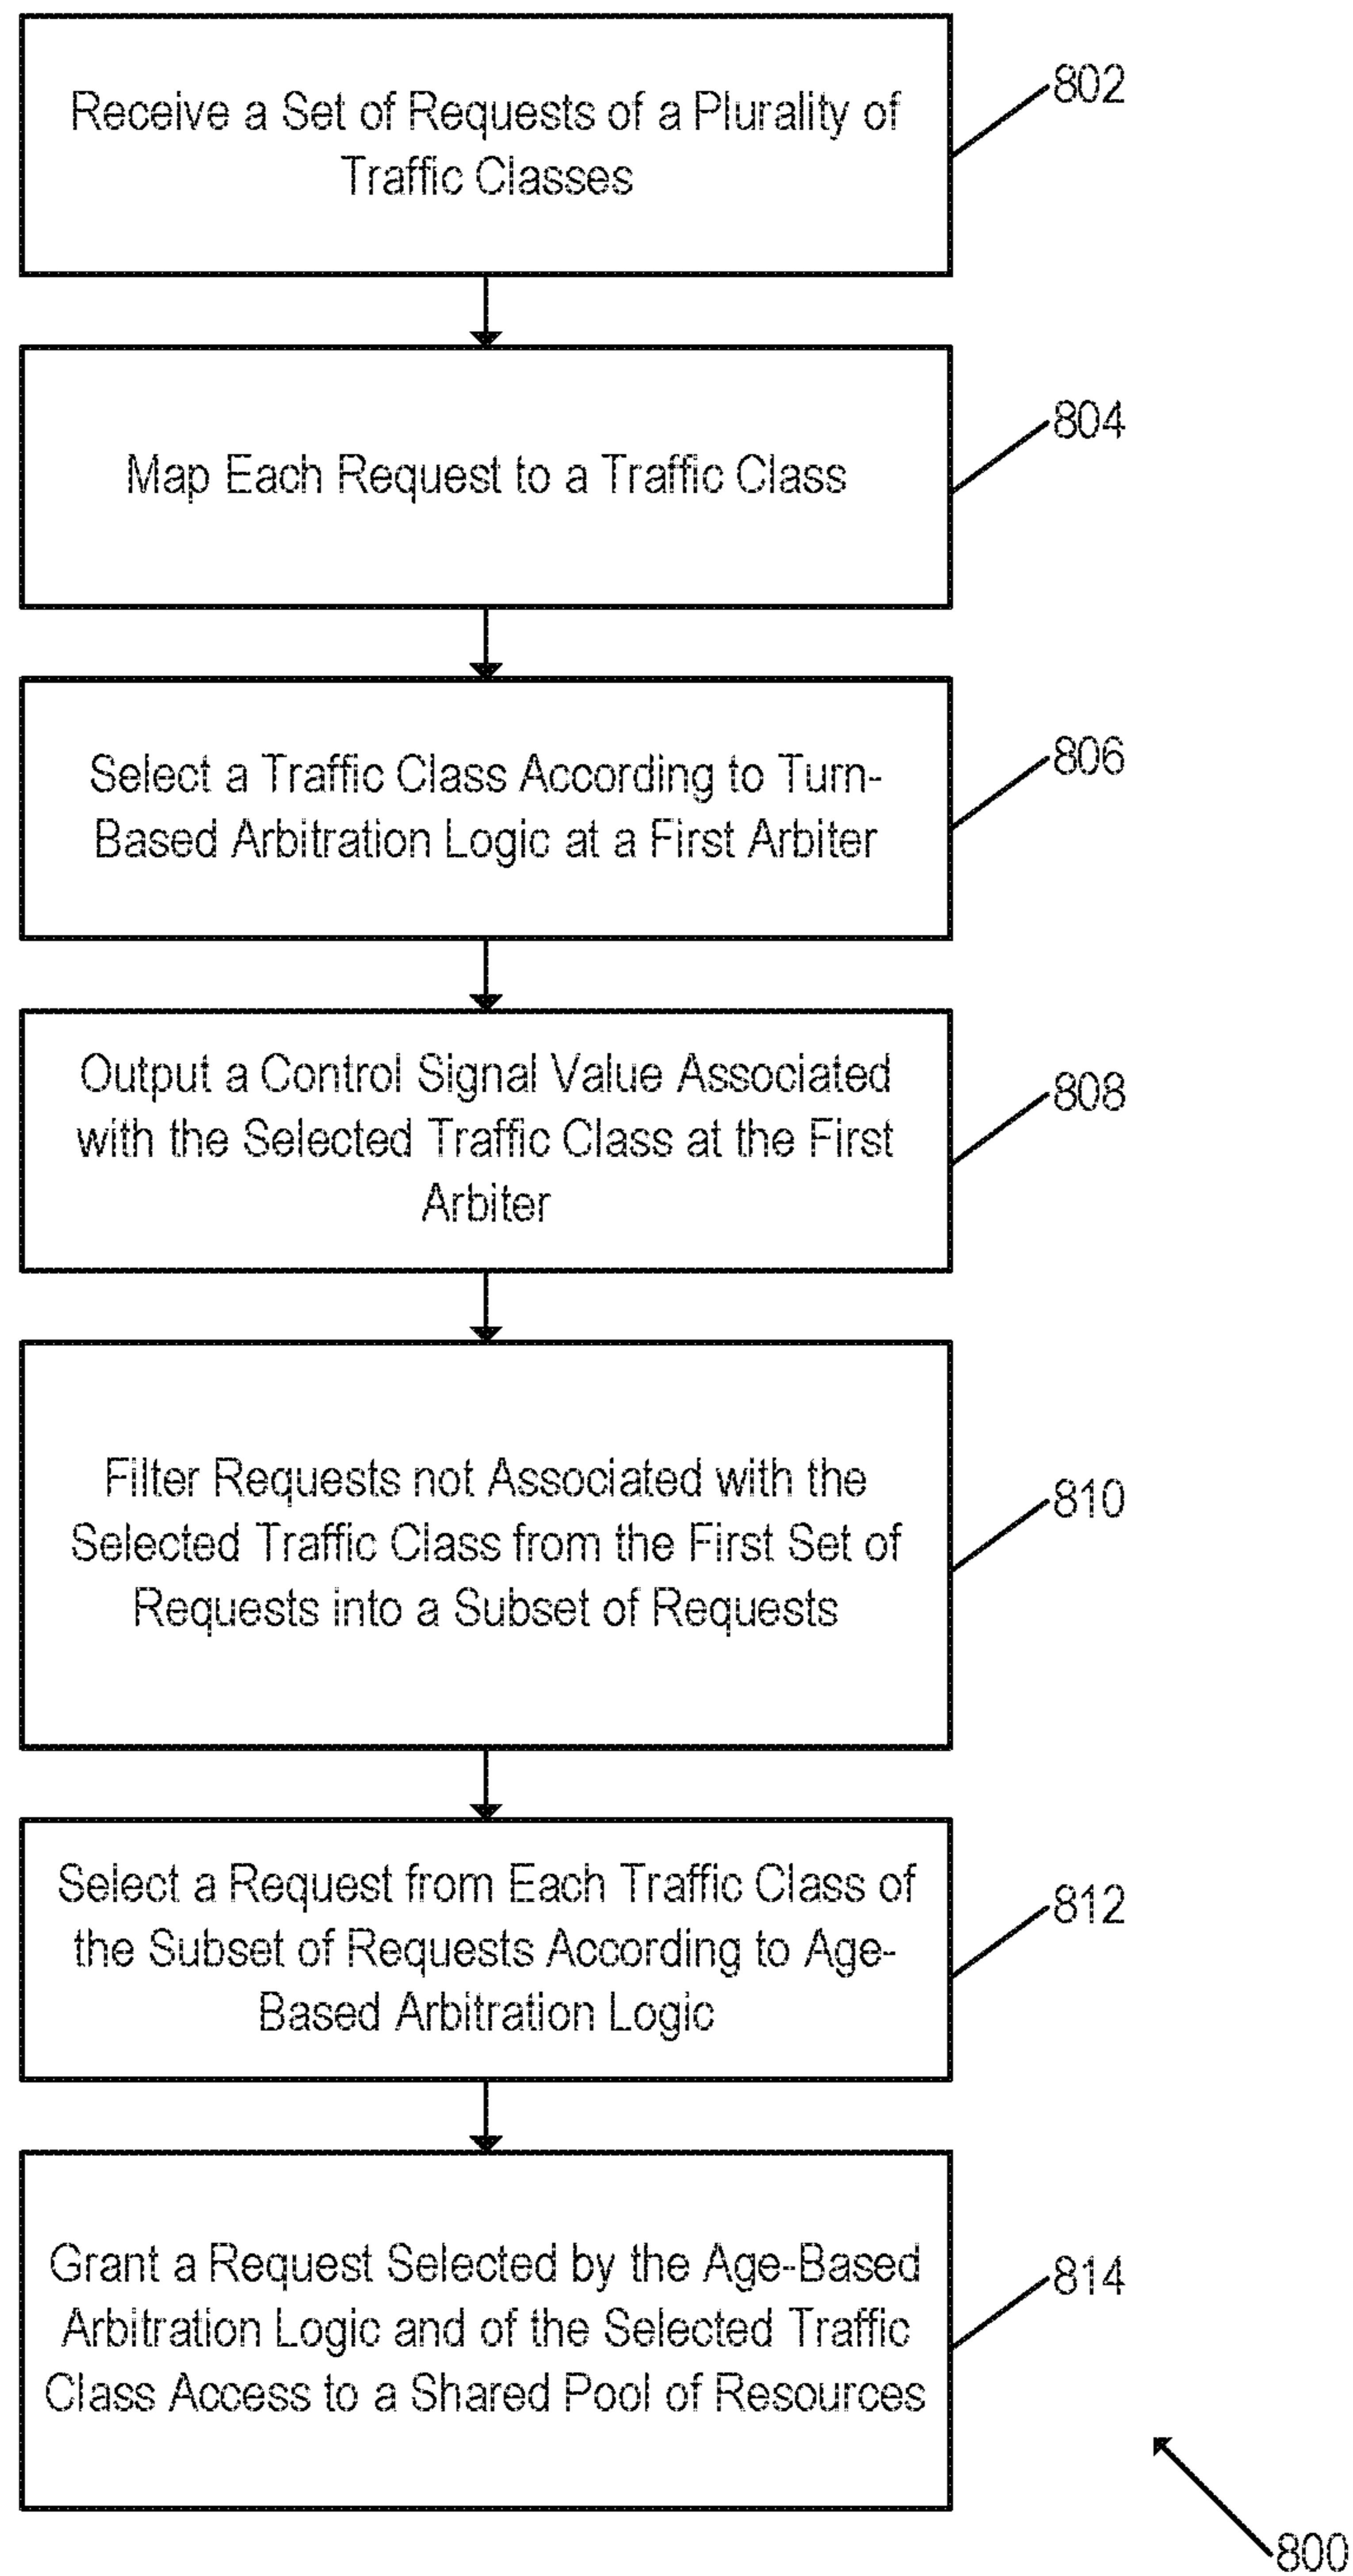 Receive a Set of Requests of a Plurality of
Traffic Classes
802
Map Each Request to a Traffic Class
804
Select a Traffic Class According to Turn-
Based Arbitration Logic at a First Arbiter
806
Output a Control Signal Value Associated
with the Selected Traffic Class at the First
Arbiter
808
Filter Requests not Associated with the
Selected Traffic Class from the First Set of
Requests into a Subset of Requests
810
Select a Request from Each Traffic Class of
the Subset of Requests According to Age-
Based Arbitration Logic
812
Grant a Request Selected by the Age-Based
Arbitration Logic and of the Selected Traffic
Class Access to a Shared Pool of Resources
814
800